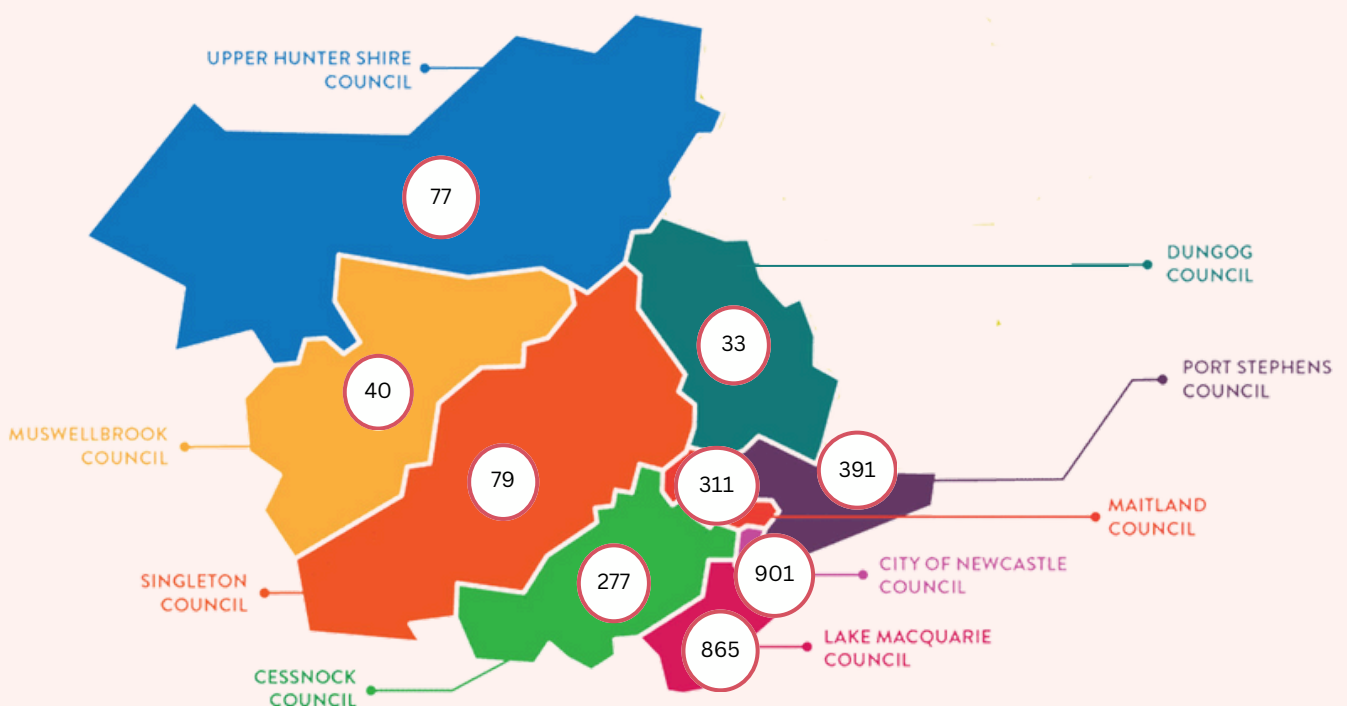 UPPER HUNTER SHIRE
COUNCIL
77
DUNGOG
COUNCIL
33
PORT STEPHENS
COUNCIL
40
MUSWELLBROOK
COUNCIL
79
311
391
MAITLAND
COUNCIL
901
CITY OF NEWCASTLE
COUNCIL
277
SINGLETON
COUNCIL
865
LAKE MACQUARIE
COUNCIL
CESSNOCK
COUNCIL